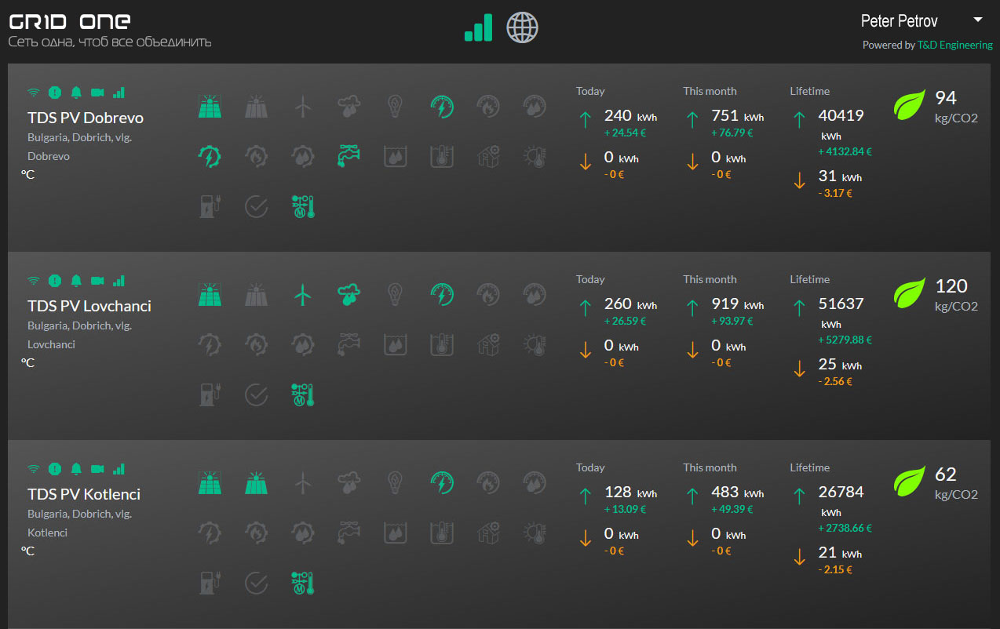 GRID ONE
Сеть одна, чтоб все объединить
Peter Petrov
Powered by T&D Engineering
TDS PV Dobrevo
Bulgaria, Dobrich, vlg.
Dobrevo
°C
M
Today
240 kWh
+ 24.54 €
0 kWh
- 0 €
This month
751 kWh
+ 76.79 €
0 kWh
- 0 €
Lifetime
40419
kWh
+ 4132.84 €
31 kWh
- 3.17 €
94
kg/CO2
TDS PV Lovchanci
Bulgaria, Dobrich, vlg.
Lovchanci
°C
M
Today
260 kWh
+ 26.59 €
0 kWh
- 0 €
This month
919 kWh
+ 93.97 €
0 kWh
- 0 €
Lifetime
51637
kWh
+ 5279.88 €
25 kWh
- 2.56 €
120
kg/CO2
TDS PV Kotlenci
Bulgaria, Dobrich, vlg.
Kotlenci
°C
M
Today
128 kWh
+ 13.09 €
0 kWh
- 0 €
This month
483 kWh
+ 49.39 €
0 kWh
- 0 €
Lifetime
26784
kWh
+ 2738.66 €
21 kWh
- 2.15 €
62
kg/CO2